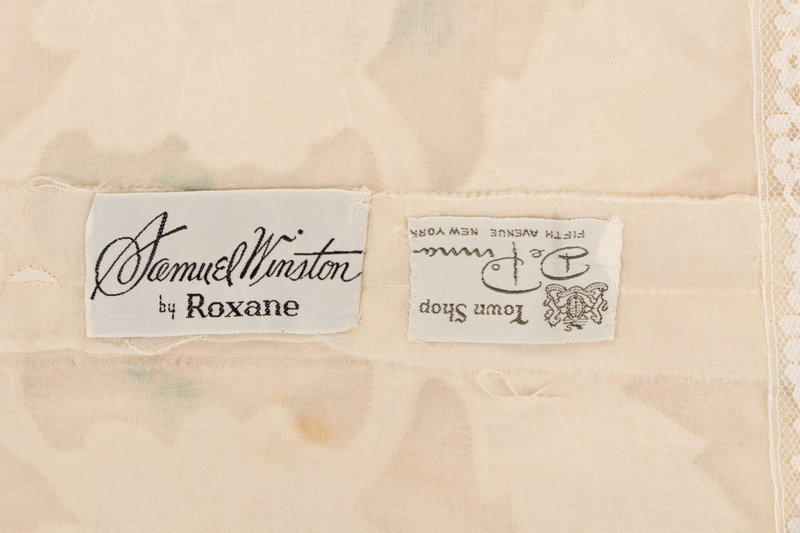 Samuel Winston
by Roxane
Town Shop
De Pinna
FIFTH AVENUE NEW YORK